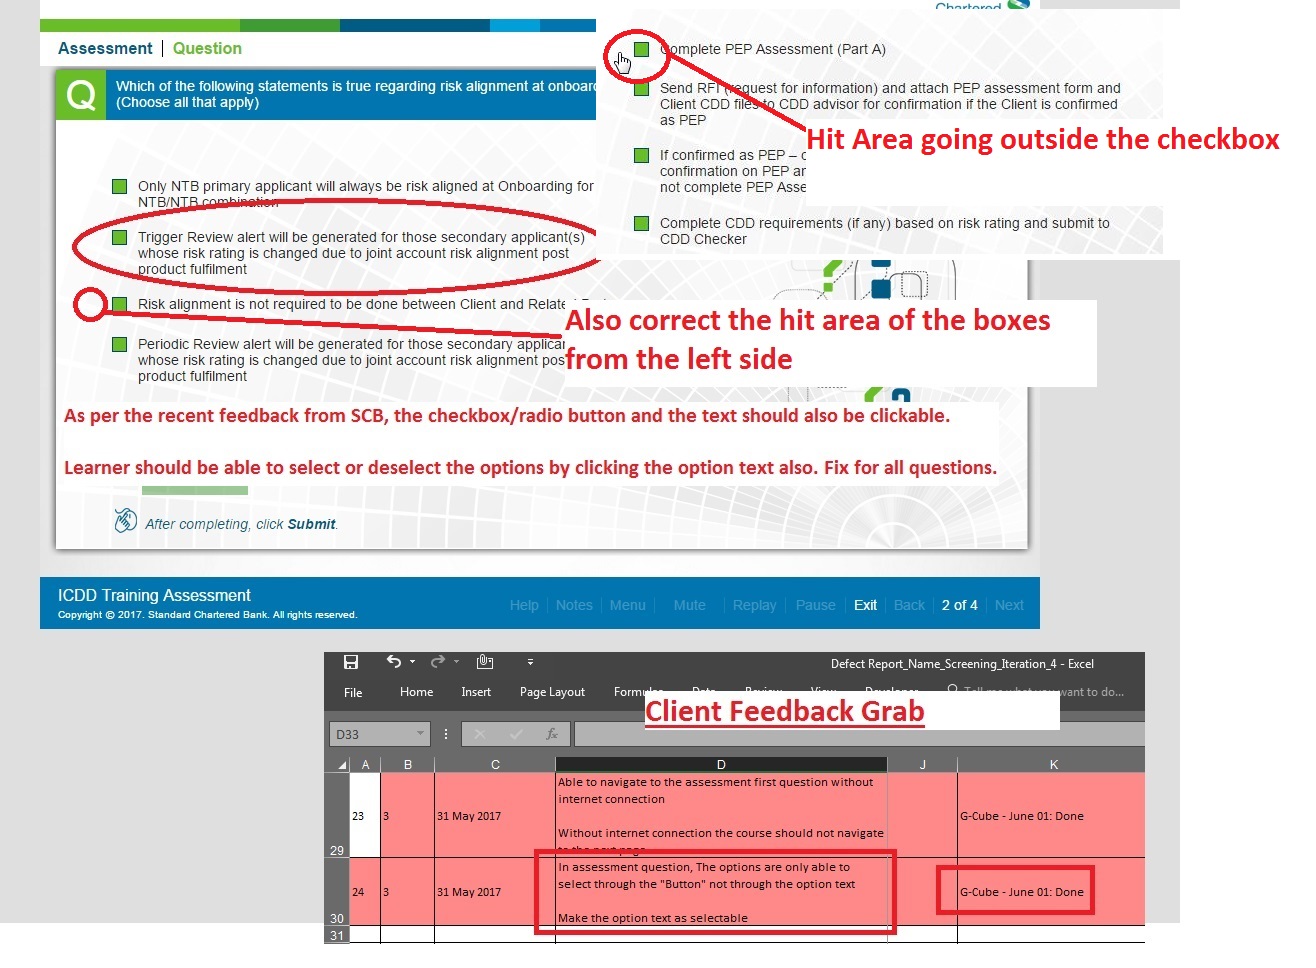 Chartered
Assessment | Question
Q
Which of the following statements is true regarding risk alignment at onboard
(Choose all that apply)
Only NTB primary applicant will always be risk aligned at Onboarding for
NTB/NTB combination
Trigger Review alert will be generated for those secondary applicant(s)
whose risk rating is changed due to joint account risk alignment post
product fulfilment
Risk alignment is not required to be done between Client and Relate
Periodic Review alert will be generated for those secondary applicar
whose risk rating is changed due to joint account risk alignment pos
product fulfilment
Complete PEP Assessment (Part A)
Send RFI (request for information) and attach PEP assessment form and
Client CDD files to CDD advisor for confirmation if the Client is confirmed
as PEP
If confirmed as PEP –
confirmation on PEP ar
not complete PEP Asse
Complete CDD requirements (if any) based on risk rating and submit to
CDD Checker
Hit Area going outside the checkbox
Also correct the hit area of the boxes
from the left side
As per the recent feedback from SCB, the checkbox/radio button and the text should also be clickable.
Learner should be able to select or deselect the options by clicking the option text also. Fix for all questions.
After completing, click Submit.
ICDD Training Assessment
Copyright © 2017. Standard Chartered Bank. All rights reserved.
Help | Notes | Menu | Mute | Replay | Pause | Exit | Back | 2 of 4 | Next
Defect Report_Name_Screening_Iteration_4 - Excel
File Home Insert Page Layout Formulas Data Review View Developer Tell me what you want to do...
Client Feedback Grab
D33 fx
A B C D J K
Able to navigate to the assessment first question without
internet connection
23 3 31 May 2017 G-Cube - June 01: Done
Without internet connection the course should not navigate
to the next page
29
In assessment question, The options are only able to
select through the "Button" not through the option text
24 3 31 May 2017 G-Cube - June 01: Done
Make the option text as selectable
30
31